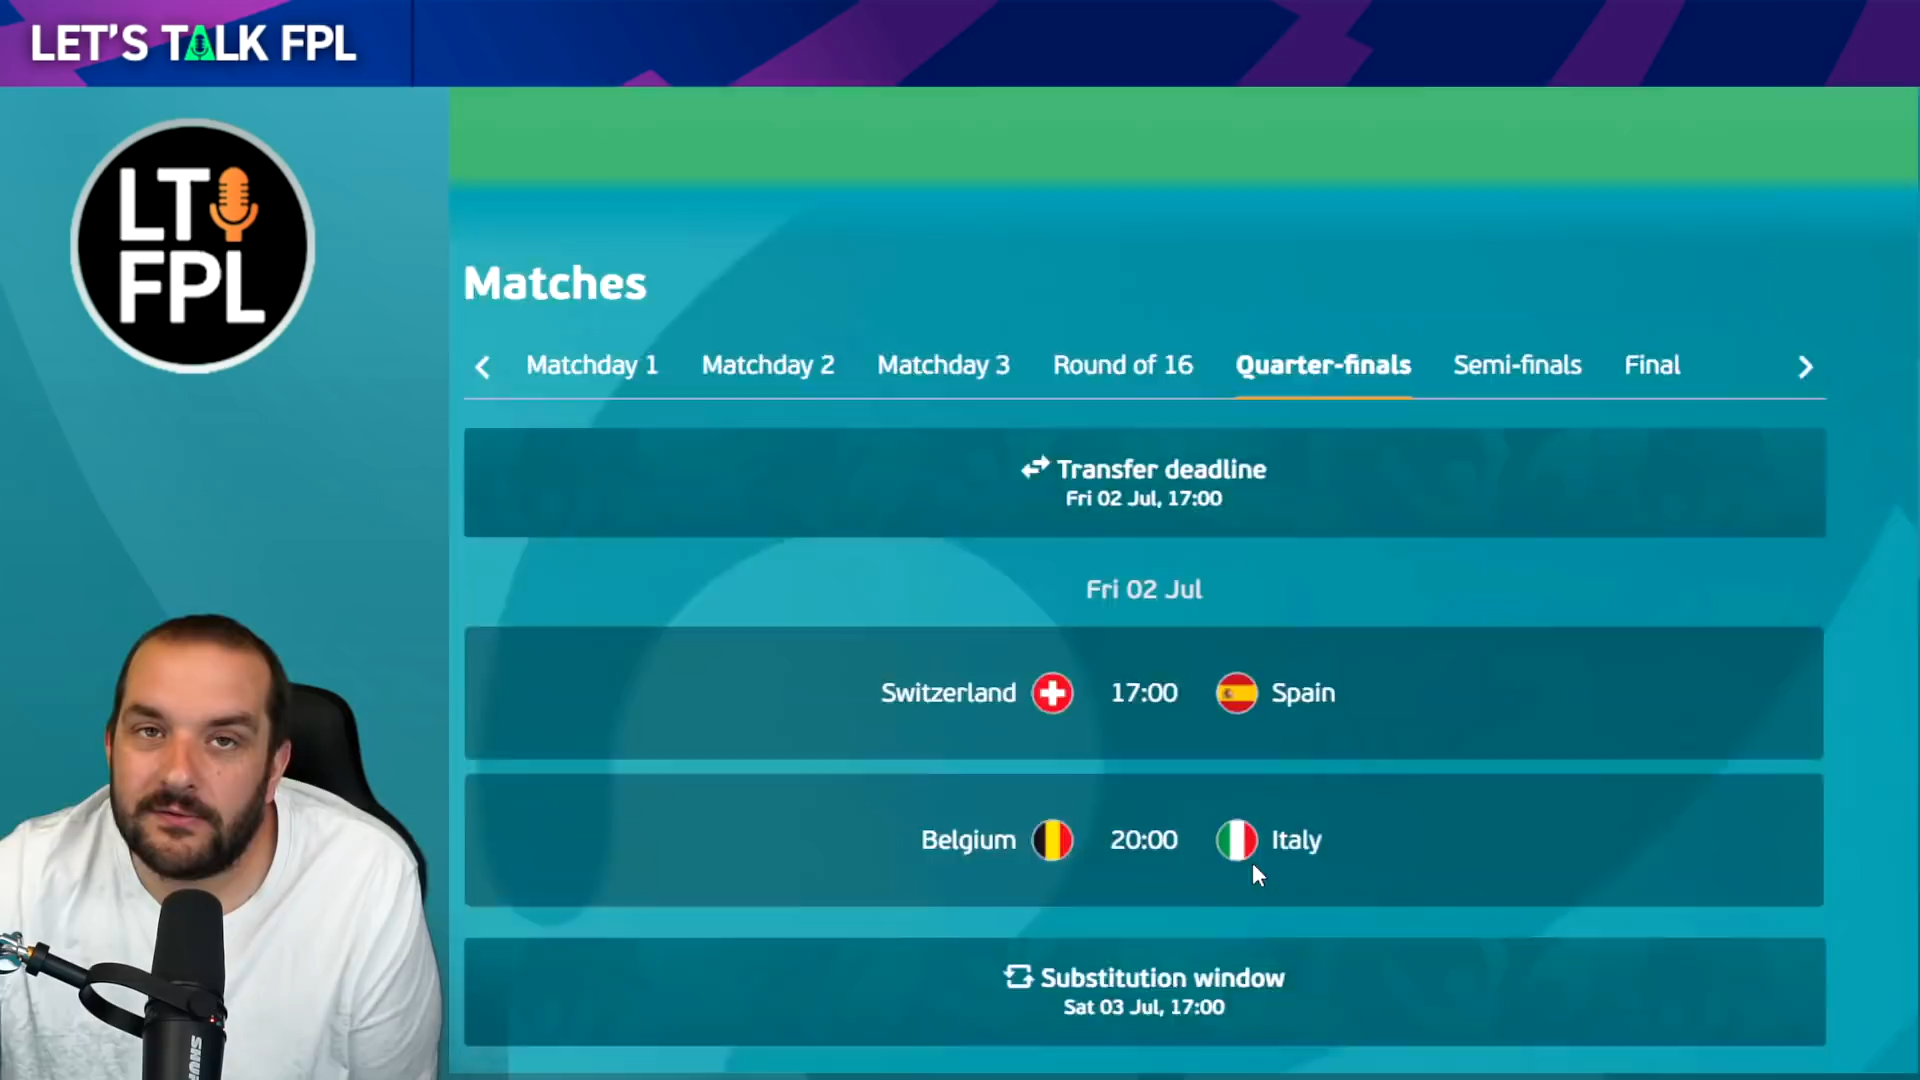 LET'S TALK FPL
LT
FPL
Matches
Matchday 1 Matchday 2 Matchday 3 Round of 16 Quarter-finals Semi-finals Final
Transfer deadline
Fri 02 Jul, 17:00
Fri 02 Jul
Switzerland 17:00 Spain
Belgium 20:00 Italy
Substitution window
Sat 03 Jul, 17:00
SHUR